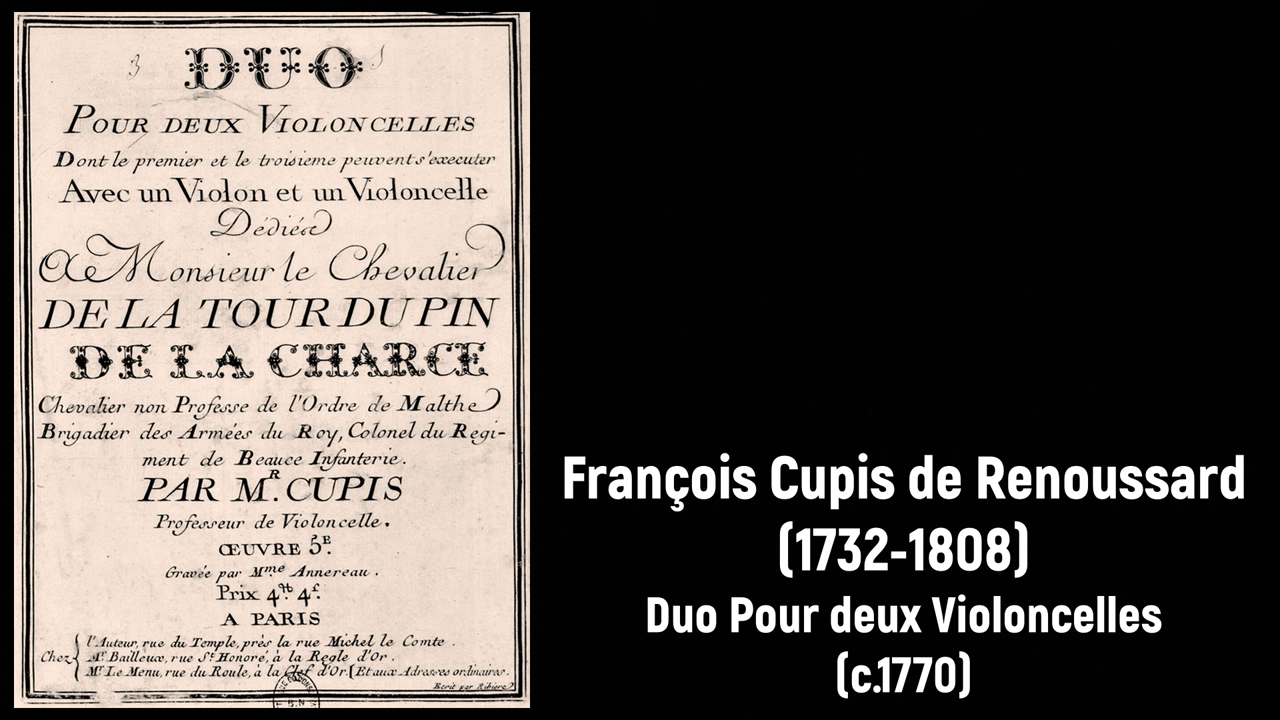 3
DUO
POUR DEUX VIOLONCELLES
Dont le premier et le troisieme peuvent s'executer
Avec un Violon et un Violoncelle
Dédiés
A Monsieur le Chevalier
DE LA TOUR DU PIN
DE LA CHARCE
Chevalier non Professe de l'Ordre de Malthe
Brigadier des Armées du Roy, Colonel du Regi-
ment de Beauce Infanterie.
PAR MR. CUPIS
Professeur de Violoncelle.
ŒUVRE 5E.
Gravée par Mme Annereau.
Prix 4tt 4s.
A PARIS
l'Auteur, rue du Temple, près la rue Michel le Comte.
Chez { Mr. Bailleux, rue St. Honoré, à la Regle d'Or.
Mr. Le Menu, rue du Roule, à la Clef d'Or. [Et aux Adresses ordinaires.
Ecrit par Ribiere
B.N
François Cupis de Renoussard
(1732-1808)
Duo Pour deux Violoncelles
(c.1770)